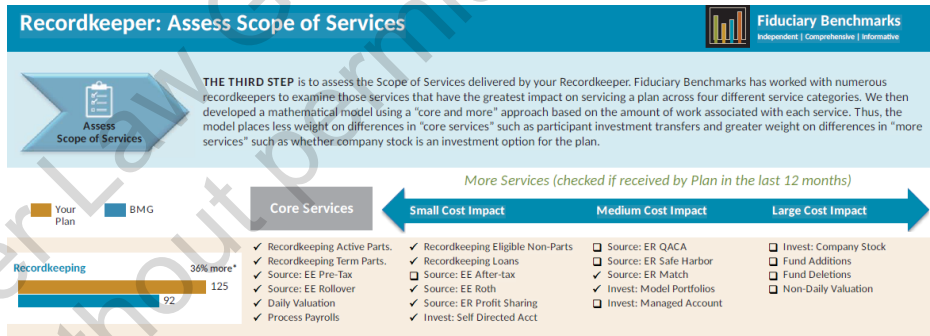 Recordkeeper: Assess Scope of Services
Fiduciary Benchmarks
Independent | Comprehensive | Informative
Assess
Scope of Services
THE THIRD STEP is to assess the Scope of Services delivered by your Recordkeeper. Fiduciary Benchmarks has worked with numerous
recordkeepers to examine those services that have the greatest impact on servicing a plan across four different service categories. We then
developed a mathematical model using a "core and more" approach based on the amount of work associated with each service. Thus, the
model places less weight on differences in "core services" such as participant investment transfers and greater weight on differences in "more
services" such as whether company stock is an investment option for the plan.
More Services (checked if received by Plan in the last 12 months)
Your
Plan
BMG
Core Services
Small Cost Impact
Medium Cost Impact
Large Cost Impact
Recordkeeping
36% more*
125
92
✓ Recordkeeping Active Parts.
✓ Recordkeeping Term Parts.
✓ Source: EE Pre-Tax
✓ Source: EE Rollover
✓ Daily Valuation
✓ Process Payrolls
✓ Recordkeeping Eligible Non-Parts
✓ Recordkeeping Loans
☐ Source: EE After-tax
✓ Source: EE Roth
✓ Source: ER Profit Sharing
✓ Invest: Self Directed Acct
☐ Source: ER QACA
☐ Source: ER Safe Harbor
✓ Source: ER Match
✓ Invest: Model Portfolios
☐ Invest: Managed Account
☐ Invest: Company Stock
☐ Fund Additions
☐ Fund Deletions
☐ Non-Daily Valuation
er Law G
thout permi